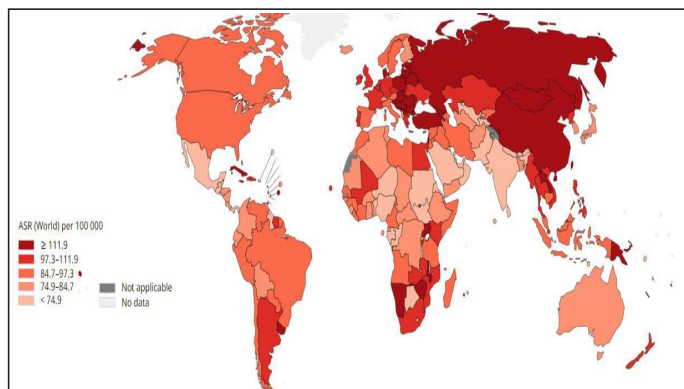 ASR (World) per 100 000
≥ 111.9
97.3–111.9
84.7–97.3
74.9–84.7
< 74.9
Not applicable
No data